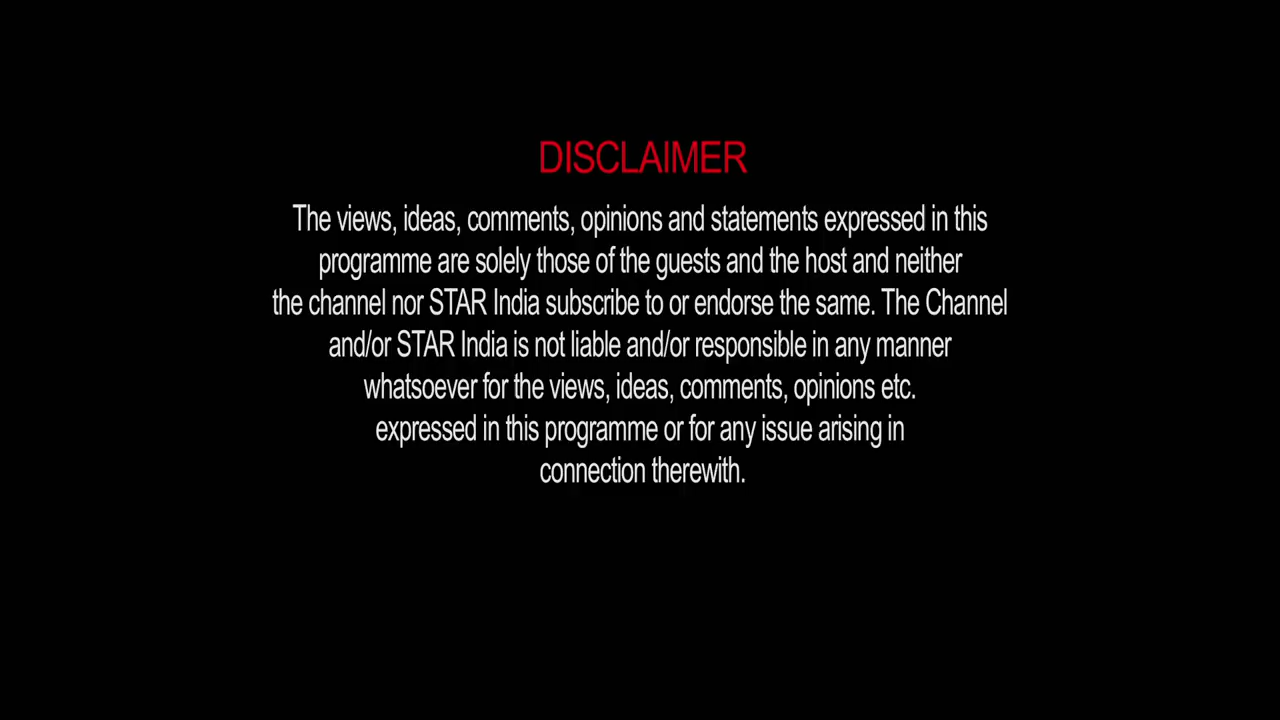 DISCLAIMER
The views, ideas, comments, opinions and statements expressed in this
programme are solely those of the guests and the host and neither
the channel nor STAR India subscribe to or endorse the same. The Channel
and/or STAR India is not liable and/or responsible in any manner
whatsoever for the views, ideas, comments, opinions etc.
expressed in this programme or for any issue arising in
connection therewith.